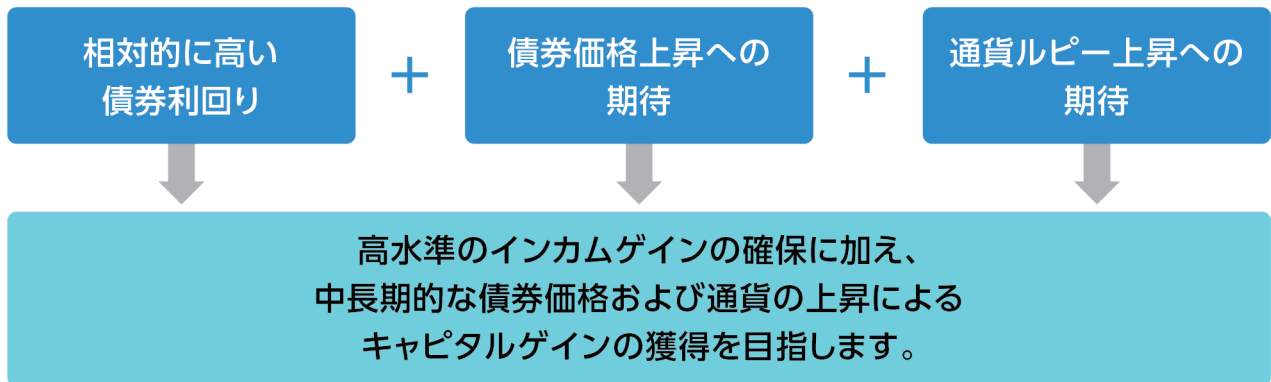 相対的に高い
債券利回り
+
債券価格上昇への
期待
+
通貨ルピー上昇への
期待
高水準のインカムゲインの確保に加え、
中長期的な債券価格および通貨の上昇による
キャピタルゲインの獲得を目指します。